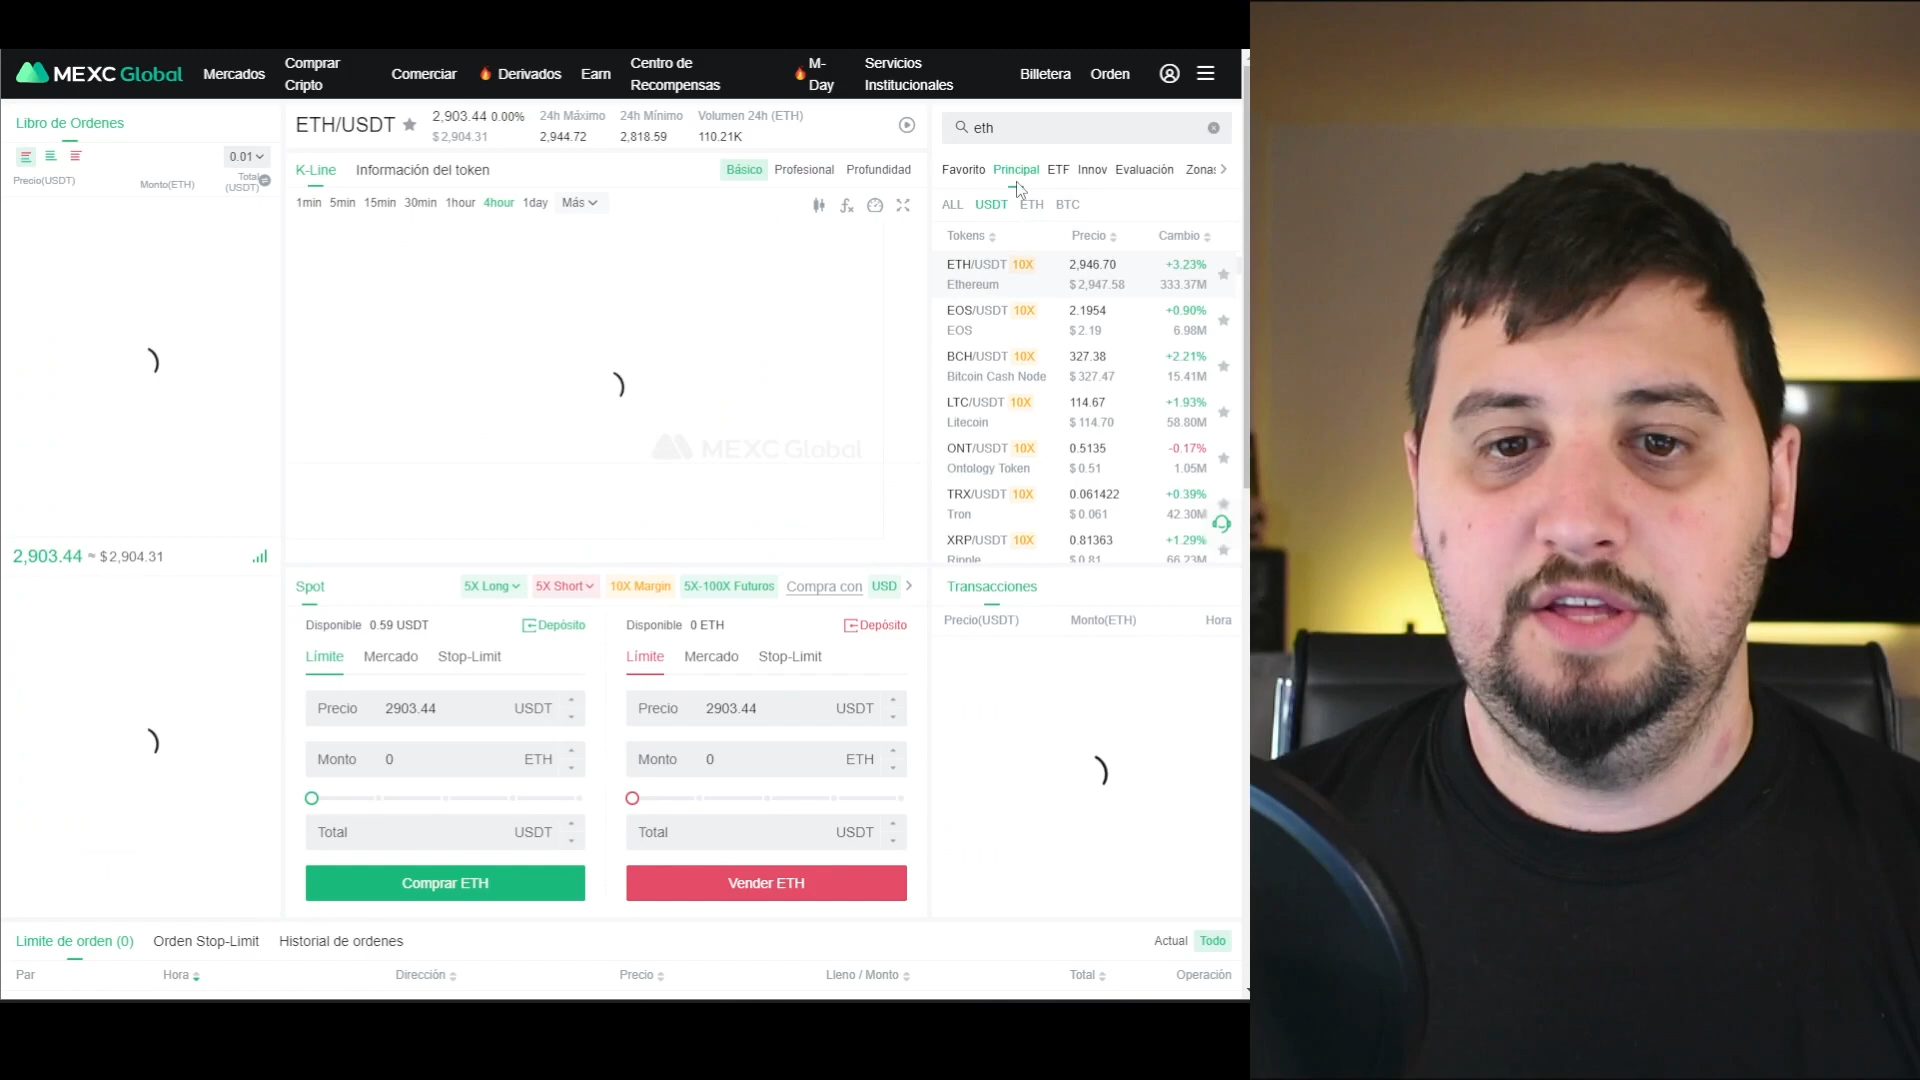 MEXC Global
Mercados
Comprar
Cripto
Comerciar
Derivados
Earn
Centro de
Recompensas
M-
Day
Servicios
Institucionales
Billetera
Orden
Libro de Ordenes
0.01
Precio(USDT)
Monto(ETH)
Total
(USDT)
2,903.44 ≈ $2,904.31
ETH/USDT
2,903.44 0.00%
$2,904.31
24h Máximo
2,944.72
24h Mínimo
2,818.59
Volumen 24h (ETH)
110.21K
K-Line
Información del token
Básico
Profesional
Profundidad
1min 5min 15min 30min 1hour 4hour 1day Más
MEXC Global
eth
Favorito Principal ETF Innov Evaluación Zonas
ALL USDT ETH BTC
Tokens Precio Cambio
ETH/USDT 10X 2,946.70 +3.23%
Ethereum $2,947.58 333.37M
EOS/USDT 10X 2.1954 +0.90%
EOS $2.19 6.98M
BCH/USDT 10X 327.38 +2.21%
Bitcoin Cash Node $327.47 15.41M
LTC/USDT 10X 114.67 +1.93%
Litecoin $114.70 58.80M
ONT/USDT 10X 0.5135 -0.17%
Ontology Token $0.51 1.05M
TRX/USDT 10X 0.061422 +0.39%
Tron $0.061 42.30M
XRP/USDT 10X 0.81363 +1.29%
Ripple $0.81 66.23M
Spot
5X Long
5X Short
10X Margin
5X-100X Futuros
Compra con
USD
Disponible 0.59 USDT
Depósito
Límite Mercado Stop-Limit
Precio 2903.44 USDT
Monto 0 ETH
Total USDT
Comprar ETH
Disponible 0 ETH
Depósito
Límite Mercado Stop-Limit
Precio 2903.44 USDT
Monto 0 ETH
Total USDT
Vender ETH
Transacciones
Precio(USDT) Monto(ETH) Hora
Limite de orden (0) Orden Stop-Limit Historial de ordenes
Actual Todo
Par Hora Dirección Precio Lleno / Monto Total Operación